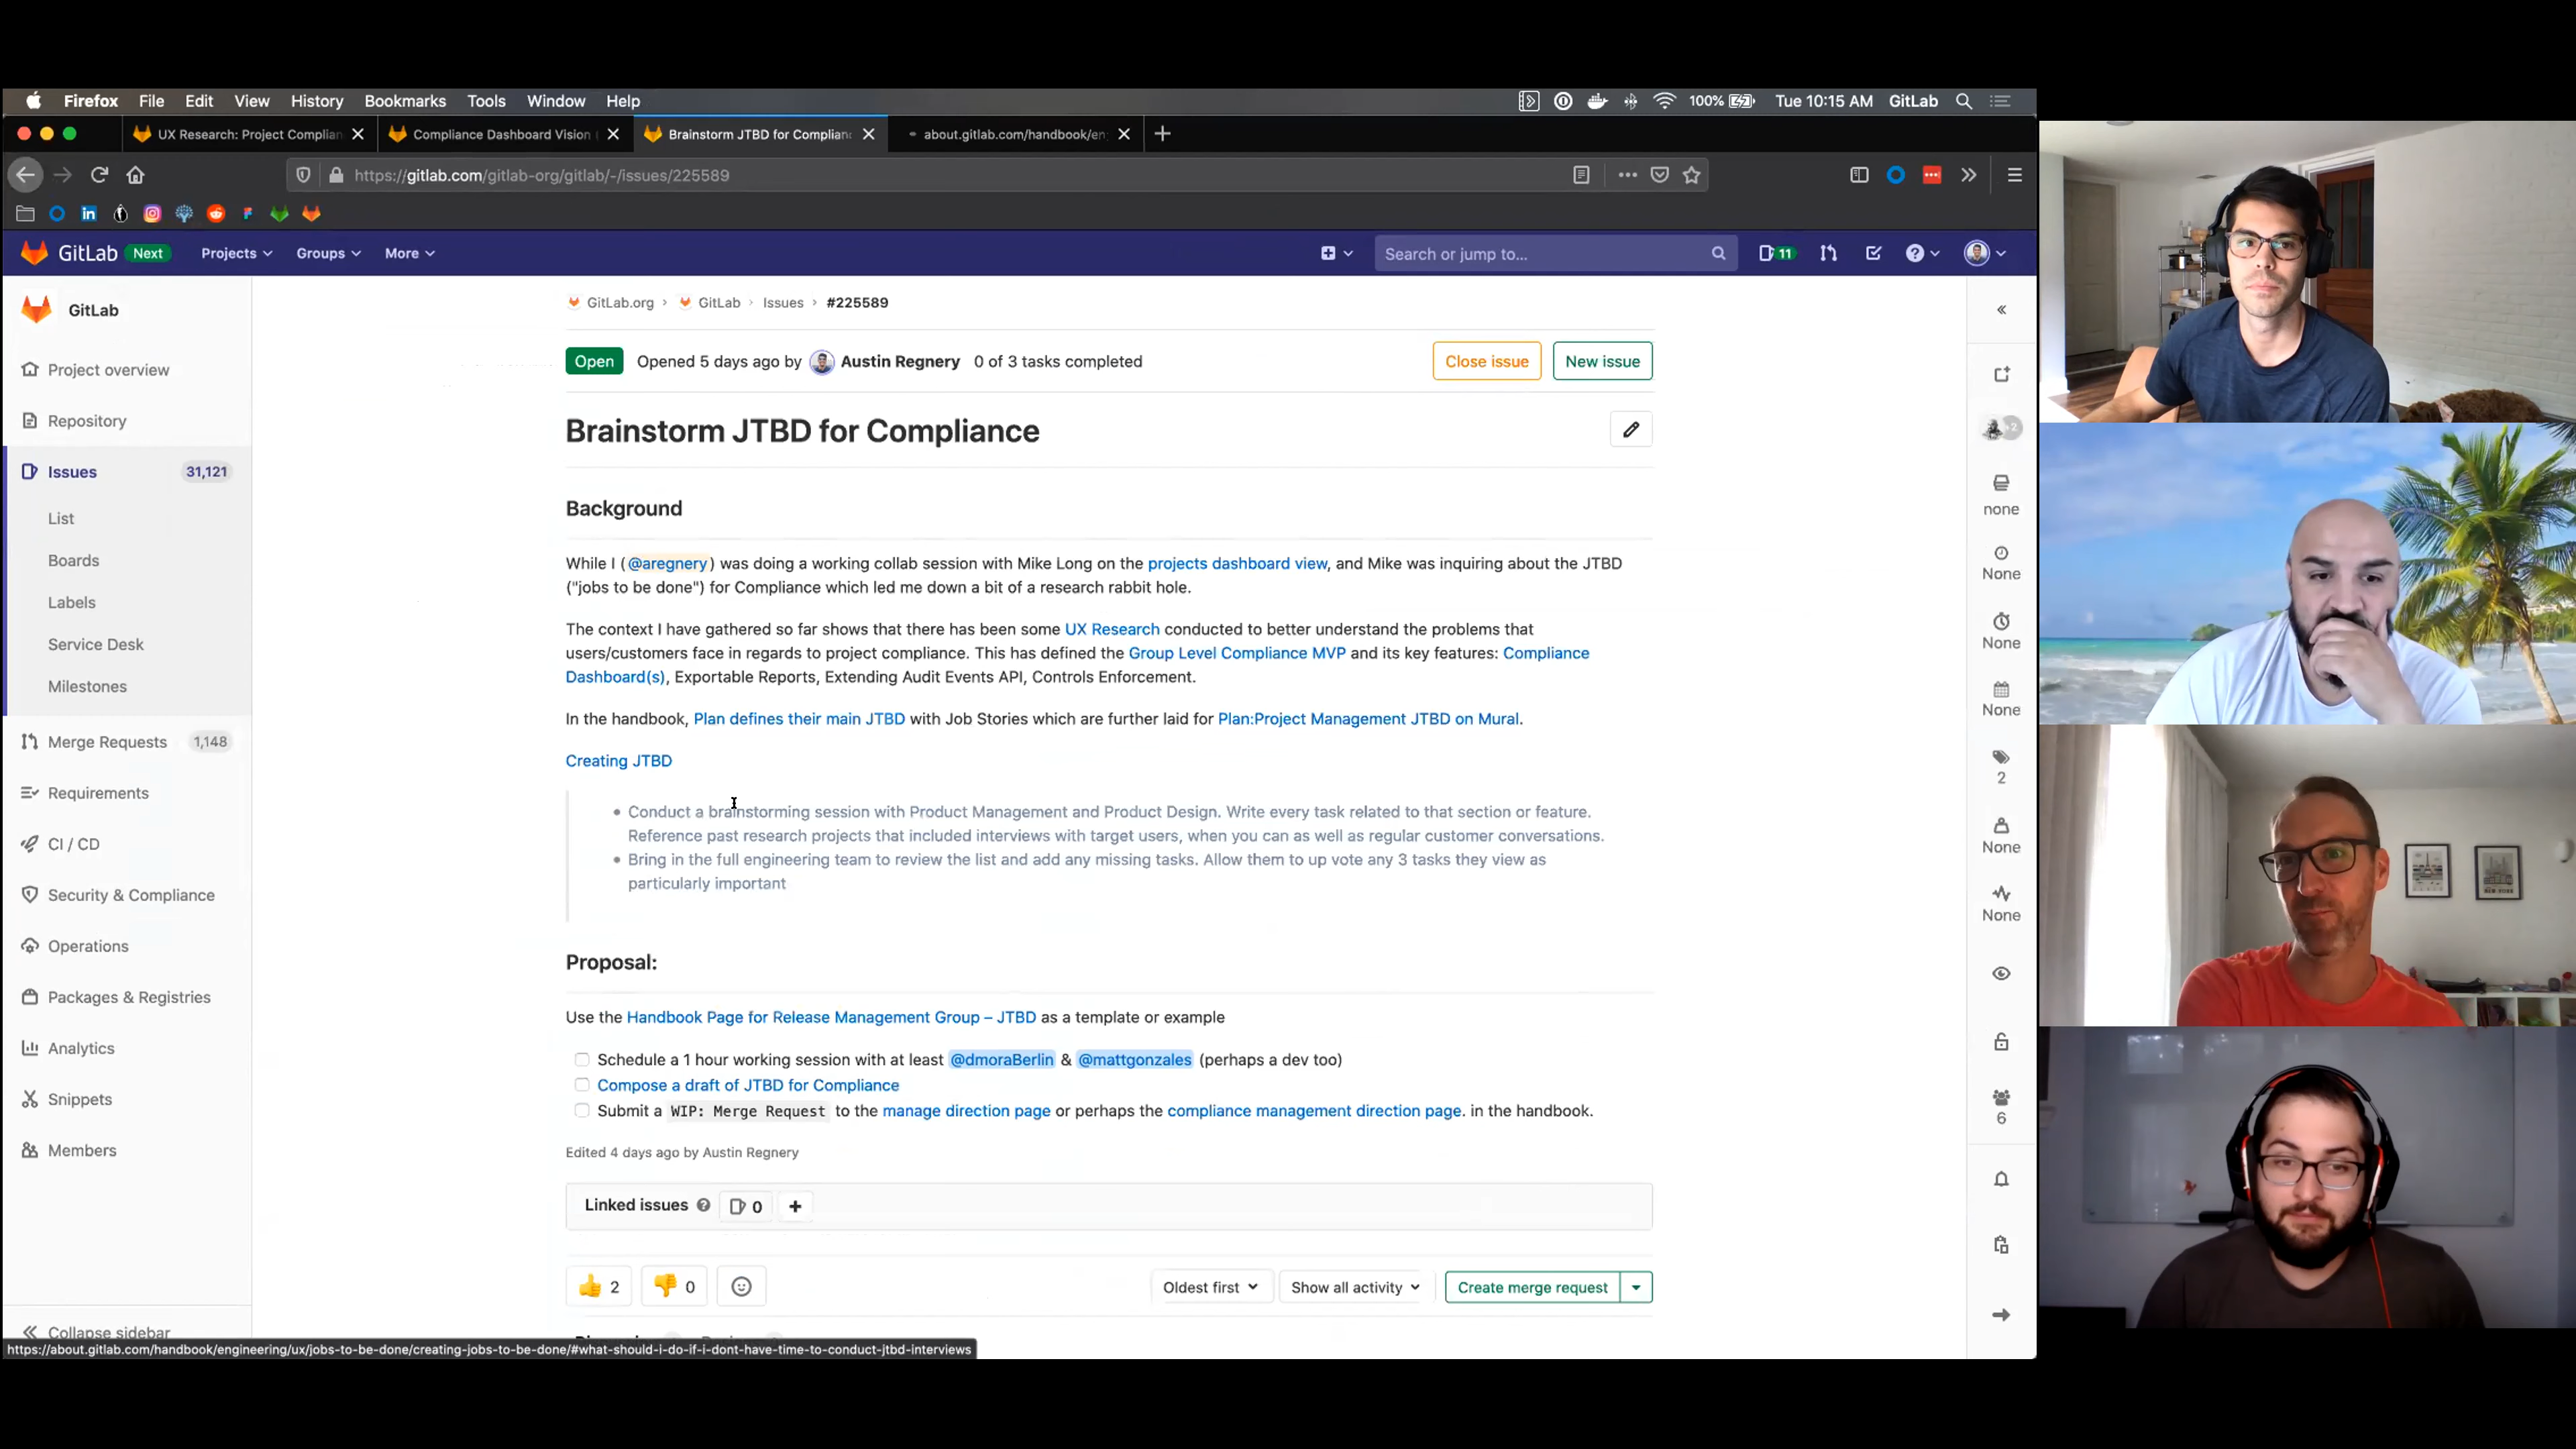 Firefox File Edit View History Bookmarks Tools Window Help 100% Tue 10:15 AM GitLab
UX Research: Project Complian Compliance Dashboard Vision Brainstorm JTBD for Complianc about.gitlab.com/handbook/en
https://gitlab.com/gitlab-org/gitlab/-/issues/225589
GitLab Next Projects Groups More Search or jump to... 11
GitLab
Project overview
Repository
Issues 31,121
List
Boards
Labels
Service Desk
Milestones
Merge Requests 1,148
Requirements
CI / CD
Security & Compliance
Operations
Packages & Registries
Analytics
Snippets
Members
Collapse sidebar
GitLab.org › GitLab › Issues › #225589
Open Opened 5 days ago by Austin Regnery 0 of 3 tasks completed Close issue New issue
Brainstorm JTBD for Compliance
Background
While I (@aregnery) was doing a working collab session with Mike Long on the projects dashboard view, and Mike was inquiring about the JTBD
("jobs to be done") for Compliance which led me down a bit of a research rabbit hole.
The context I have gathered so far shows that there has been some UX Research conducted to better understand the problems that
users/customers face in regards to project compliance. This has defined the Group Level Compliance MVP and its key features: Compliance
Dashboard(s), Exportable Reports, Extending Audit Events API, Controls Enforcement.
In the handbook, Plan defines their main JTBD with Job Stories which are further laid for Plan:Project Management JTBD on Mural.
Creating JTBD
• Conduct a brainstorming session with Product Management and Product Design. Write every task related to that section or feature.
Reference past research projects that included interviews with target users, when you can as well as regular customer conversations.
• Bring in the full engineering team to review the list and add any missing tasks. Allow them to up vote any 3 tasks they view as
particularly important
Proposal:
Use the Handbook Page for Release Management Group – JTBD as a template or example
Schedule a 1 hour working session with at least @dmoraBerlin & @mattgonzales (perhaps a dev too)
Compose a draft of JTBD for Compliance
Submit a WIP: Merge Request to the manage direction page or perhaps the compliance management direction page. in the handbook.
Edited 4 days ago by Austin Regnery
Linked issues 0
2 0 Oldest first Show all activity Create merge request
+2
none
None
None
None
2
None
None
6
https://about.gitlab.com/handbook/engineering/ux/jobs-to-be-done/creating-jobs-to-be-done/#what-should-i-do-if-i-dont-have-time-to-conduct-jtbd-interviews